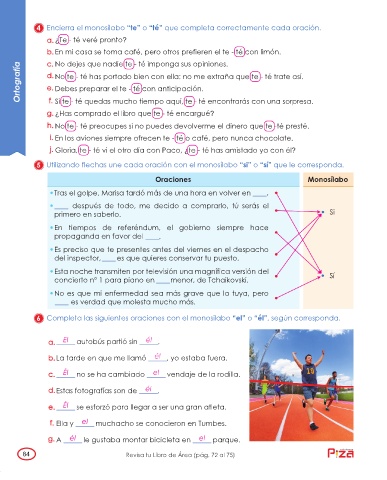 4 Encierra el monosílabo "te" o "té" que completa correctamente cada oración.
a. ¿Te - té veré pronto?
b. En mi casa se toma café, pero otros prefieren el te - té con limón.
c. No dejes que nadie te - té imponga sus opiniones.
d. No te - té has portado bien con ella; no me extraña que te - té trate así.
e. Debes preparar el te - té con anticipación.
f. Si te - té quedas mucho tiempo aquí, te - té encontrarás con una sorpresa.
g. ¿Has comprado el libro que te - té encargué?
h. No te - té preocupes si no puedes devolverme el dinero que te - té presté.
i. En los aviones siempre ofrecen te - té o café, pero nunca chocolate.
j. Gloria, te - té vi el otro día con Paco, ¿te - té has amistado ya con él?
Ortografía
5 Utilizando flechas une cada oración con el monosílabo "si" o "sí" que le corresponda.
Oraciones Monosílabo
• Tras el golpe, Marisa tardó más de una hora en volver en ____.
• ____ después de todo, me decido a comprarlo, tú serás el
primero en saberlo.
• Si
• En tiempos de referéndum, el gobierno siempre hace
propaganda en favor del ____.
• Es preciso que te presentes antes del viernes en el despacho
del inspector, ____ es que quieres conservar tu puesto.
• Esta noche transmiten por televisión una magnífica versión del
concierto n° 1 para piano en ____ menor, de Tchaikovski.
• Sí
• No es que mi enfermedad sea más grave que la tuya, pero
____ es verdad que molesta mucho más.
6 Completa las siguientes oraciones con el monosílabo "el" o "él", según corresponda.
a. El autobús partió sin él.
b. La tarde en que me llamó él, yo estaba fuera.
c. Él no se ha cambiado el vendaje de la rodilla.
d. Estas fotografías son de él.
e. Él se esforzó para llegar a ser una gran atleta.
f. Ella y el muchacho se conocieron en Tumbes.
g. A él le gustaba montar bicicleta en el parque.
84 Revisa tu Libro de Área (pág. 72 al 75)
Piza